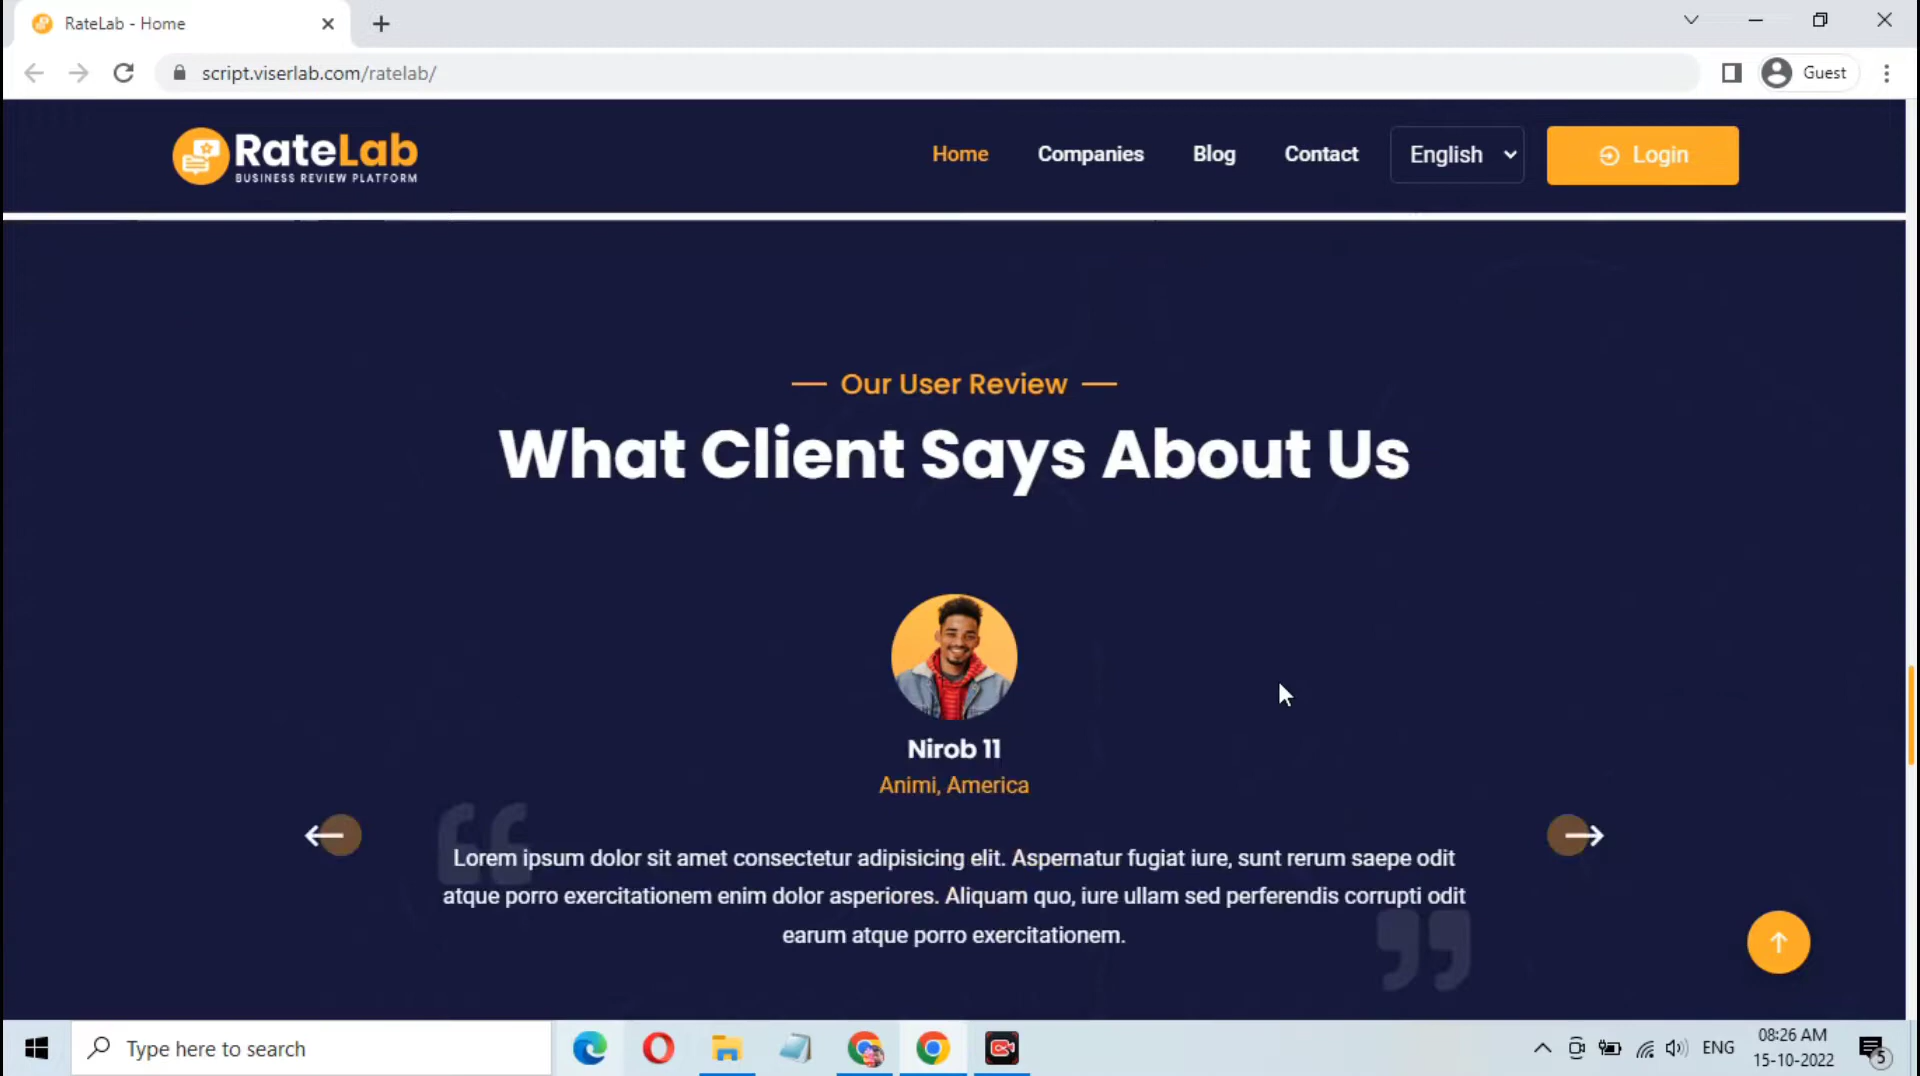 RateLab - Home
script.viserlab.com/ratelab/
Guest
RateLab
BUSINESS REVIEW PLATFORM
Home
Companies
Blog
Contact
English
Login
Our User Review
What Client Says About Us
Nirob 11
Animi, America
Lorem ipsum dolor sit amet consectetur adipisicing elit. Aspernatur fugiat iure, sunt rerum saepe odit
atque porro exercitationem enim dolor asperiores. Aliquam quo, iure ullam sed perferendis corrupti odit
earum atque porro exercitationem.
Type here to search
ENG
08:26 AM
15-10-2022
5